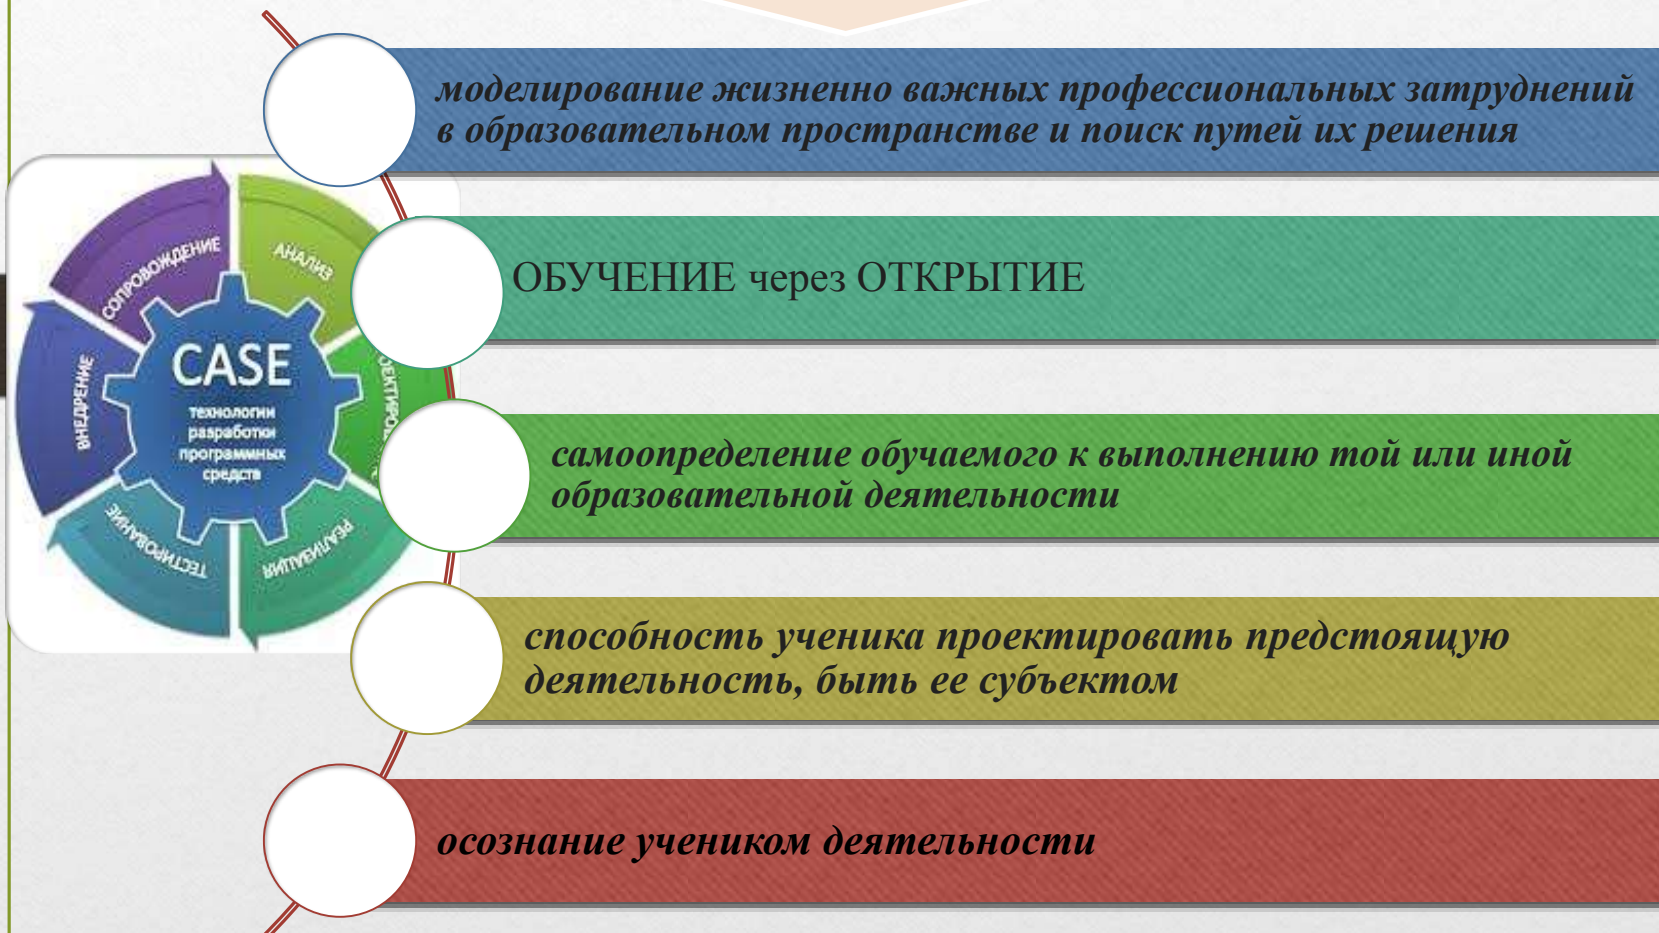 моделирование жизненно важных профессиональных затруднений
в образовательном пространстве и поиск путей их решения
ОБУЧЕНИЕ через ОТКРЫТИЕ
самоопределение обучаемого к выполнению той или иной
образовательной деятельности
способность ученика проектировать предстоящую
деятельность, быть ее субъектом
осознание учеником деятельности
СОПРОВОЖДЕНИЕ
АНАЛИЗ
ВНЕДРЕНИЕ
ТЕСТИРОВАНИЕ
РЕАЛИЗАЦИЯ
CASE
технологии
разработки
программных
средств